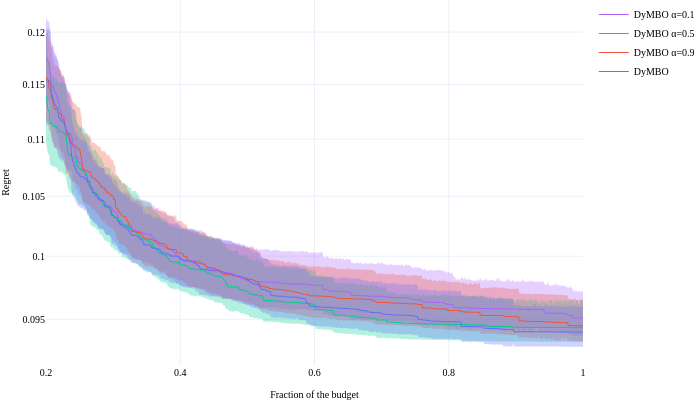 DyMBO α=0.1
DyMBO α=0.5
DyMBO α=0.9
DyMBO
0.12
0.115
0.11
0.105
0.1
0.095
Regret
0.2
0.4
0.6
0.8
1
Fraction of the budget